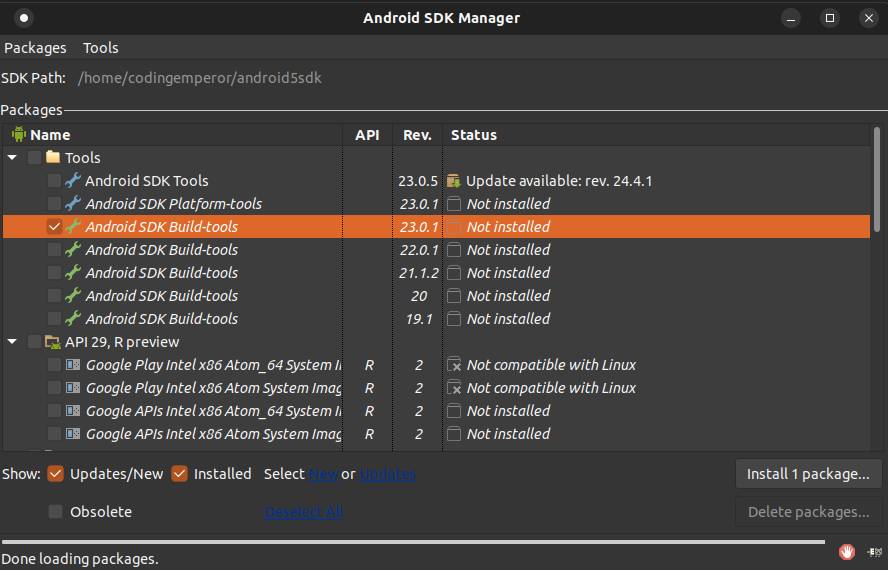 Android SDK Manager
Packages Tools
SDK Path: /home/codingemperor/android5sdk
Packages
Name API Rev. Status
Tools
Android SDK Tools 23.0.5 Update available: rev. 24.4.1
Android SDK Platform-tools 23.0.1 Not installed
Android SDK Build-tools 23.0.1 Not installed
Android SDK Build-tools 22.0.1 Not installed
Android SDK Build-tools 21.1.2 Not installed
Android SDK Build-tools 20 Not installed
Android SDK Build-tools 19.1 Not installed
API 29, R preview
Google Play Intel x86 Atom_64 System I R 2 Not compatible with Linux
Google Play Intel x86 Atom System Imag R 2 Not compatible with Linux
Google APIs Intel x86 Atom_64 System I R 2 Not installed
Google APIs Intel x86 Atom System Imag R 2 Not installed
Show: Updates/New Installed Select New or Updates Install 1 package...
Obsolete Deselect All Delete packages...
Done loading packages.